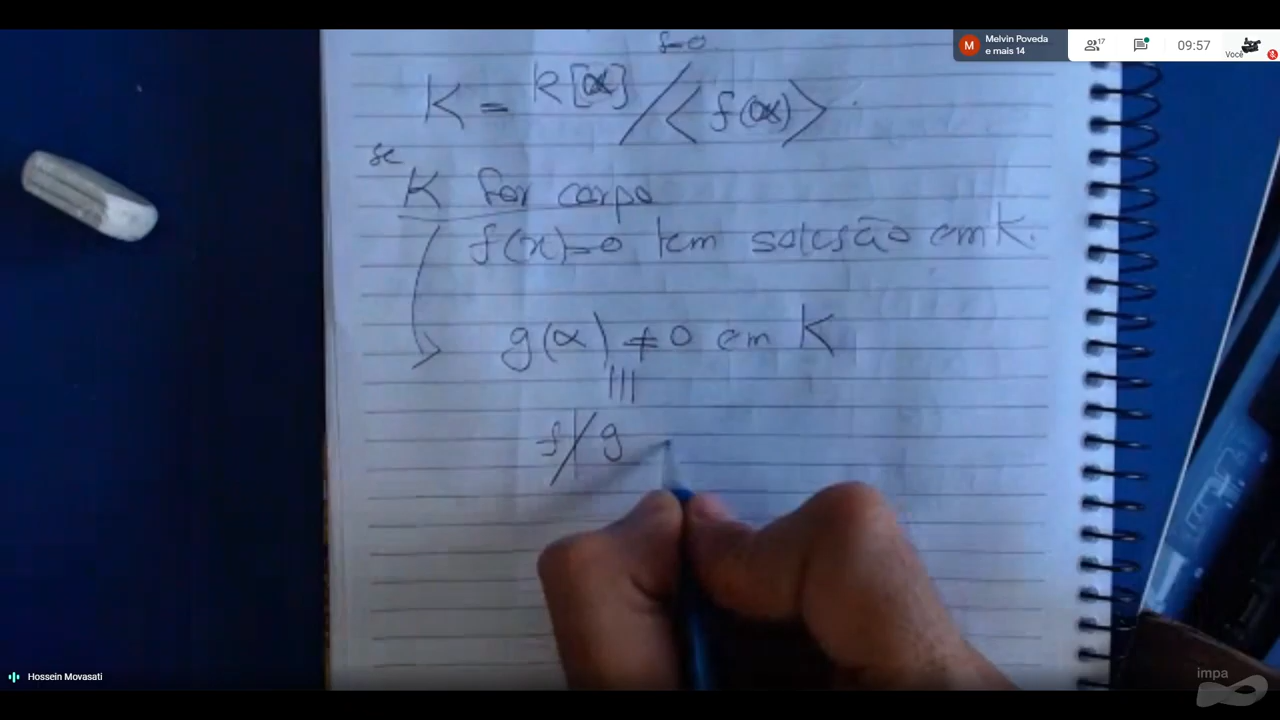 Melvin Poveda
e mais 14
17
09:57
Você
f=0
K = k[α] / <f(α)>.
se
K for corpo
f(x)=0 tem solução em K.
g(α) ≠ 0 em K
|||
f ∤ g
Hossein Movasati
impa